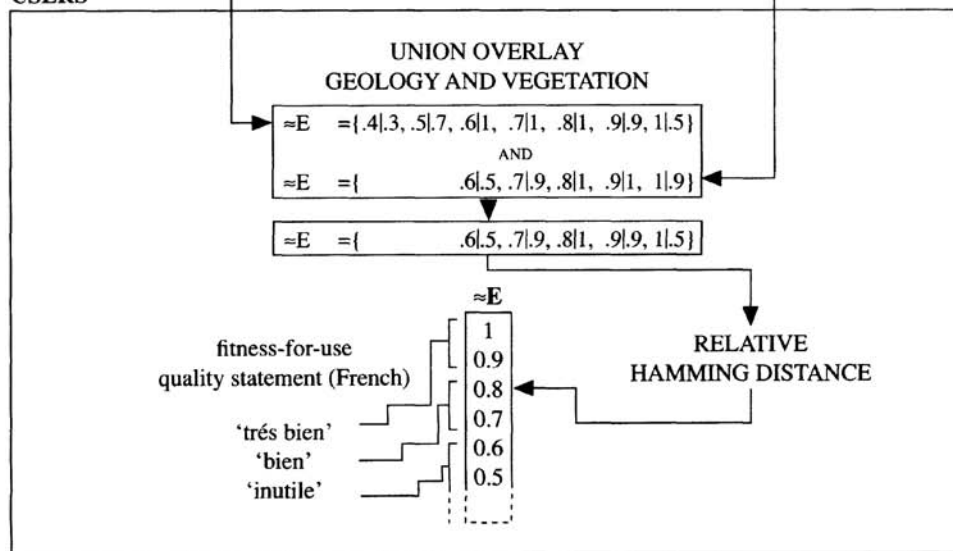 USERS
UNION OVERLAY
GEOLOGY AND VEGETATION
≈E ={.4|.3, .5|.7, .6|1, .7|1, .8|1, .9|.9, 1|.5}
AND
≈E ={ .6|.5, .7|.9, .8|1, .9|1, 1|.9}
≈E ={ .6|.5, .7|.9, .8|1, .9|.9, 1|.5}
≈E
1
0.9
0.8
0.7
0.6
0.5
fitness-for-use
quality statement (French)
‘trés bien’
‘bien’
‘inutile’
RELATIVE
HAMMING DISTANCE